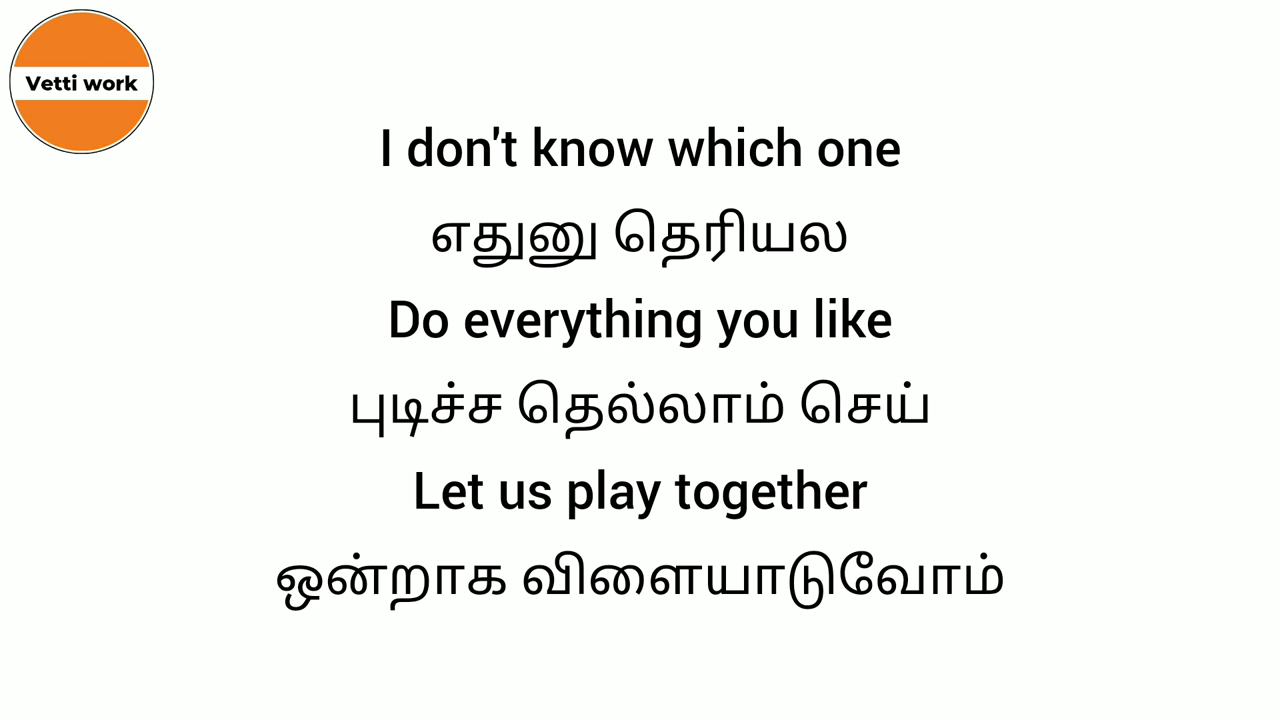 Vetti work
I don't know which one
எதுனு தெரியல
Do everything you like
புடிச்ச தெல்லாம் செய்
Let us play together
ஒன்றாக விளையாடுவோம்